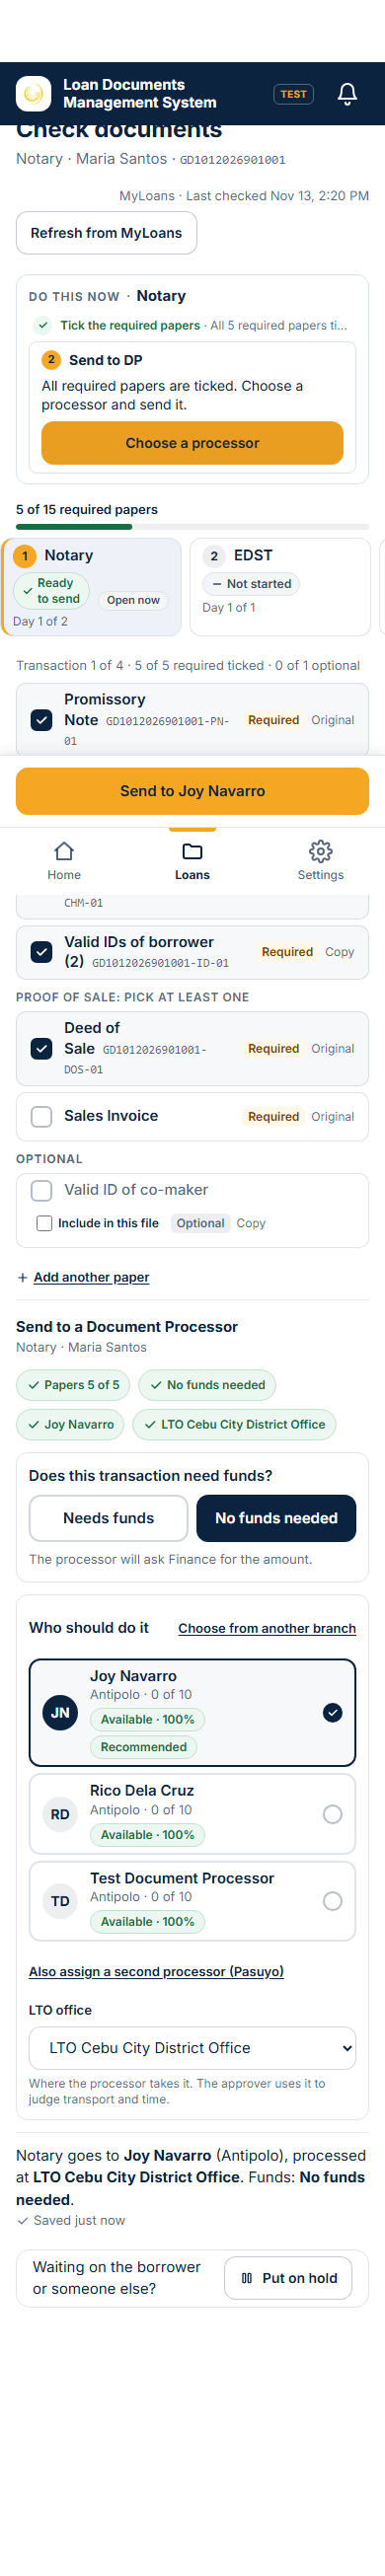 Loan Documents
Management System
TEST
Check documents
Notary · Maria Santos · GD1012026901001
MyLoans · Last checked Nov 13, 2:20 PM
Refresh from MyLoans
DO THIS NOW · Notary
Tick the required papers · All 5 required papers ti...
2 Send to DP
All required papers are ticked. Choose a
processor and send it.
Choose a processor
5 of 15 required papers
1 Notary
Ready
to send
Open now
Day 1 of 2
2 EDST
Not started
Day 1 of 1
Transaction 1 of 4 · 5 of 5 required ticked · 0 of 1 optional
Promissory
Note GD1012026901001-PN-
01
Required Original
Send to Joy Navarro
Home
Loans
Settings
CHM-01
Valid IDs of borrower
(2) GD1012026901001-ID-01
Required Copy
PROOF OF SALE: PICK AT LEAST ONE
Deed of
Sale GD1012026901001-
DOS-01
Required Original
Sales Invoice
Required Original
OPTIONAL
Valid ID of co-maker
Include in this file Optional Copy
+ Add another paper
Send to a Document Processor
Notary · Maria Santos
Papers 5 of 5
No funds needed
Joy Navarro
LTO Cebu City District Office
Does this transaction need funds?
Needs funds
No funds needed
The processor will ask Finance for the amount.
Who should do it
Choose from another branch
JN
Joy Navarro
Antipolo · 0 of 10
Available · 100%
Recommended
RD
Rico Dela Cruz
Antipolo · 0 of 10
Available · 100%
TD
Test Document Processor
Antipolo · 0 of 10
Available · 100%
Also assign a second processor (Pasuyo)
LTO office
LTO Cebu City District Office
Where the processor takes it. The approver uses it to
judge transport and time.
Notary goes to Joy Navarro (Antipolo), processed
at LTO Cebu City District Office. Funds: No funds
needed.
Saved just now
Waiting on the borrower
or someone else?
Put on hold